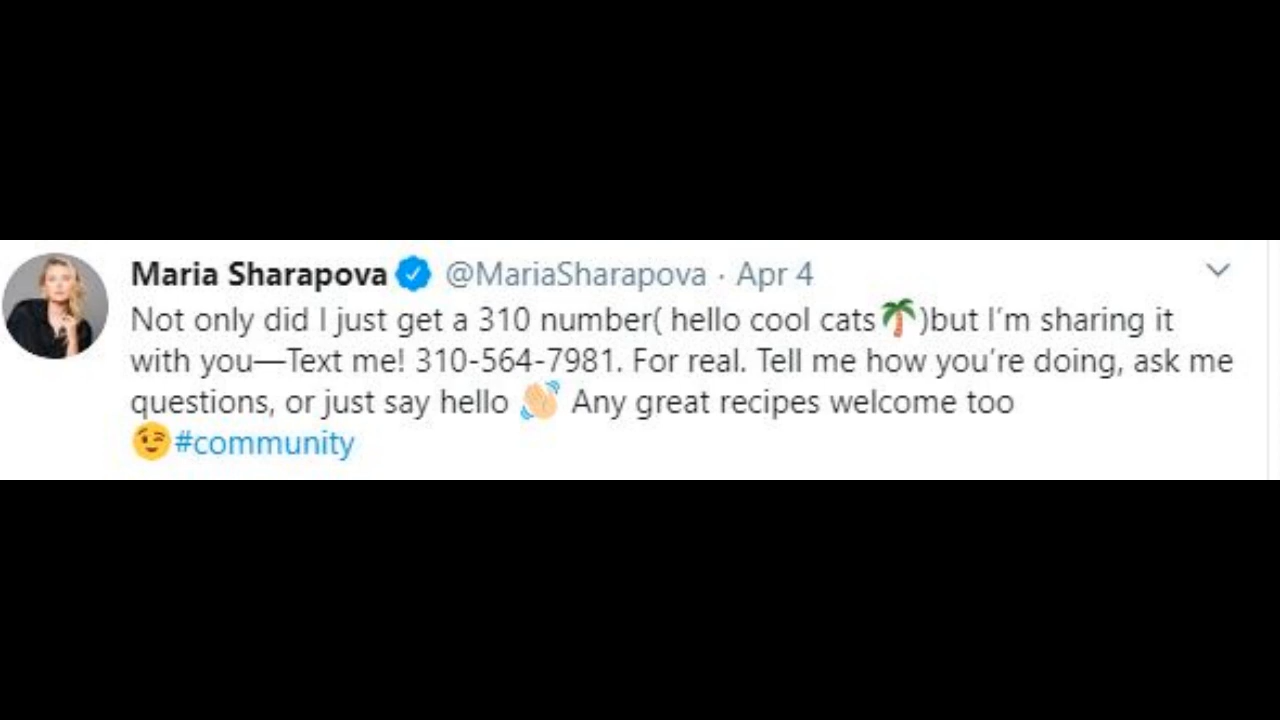 Maria Sharapova @MariaSharapova · Apr 4
Not only did I just get a 310 number( hello cool cats🌴)but I’m sharing it
with you—Text me! 310-564-7981. For real. Tell me how you’re doing, ask me
questions, or just say hello 👋🏼 Any great recipes welcome too
😉#community